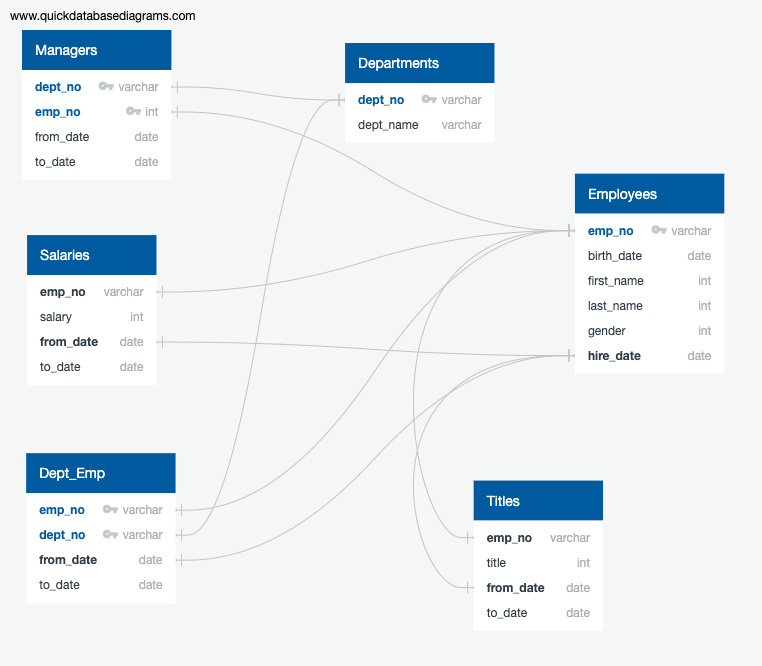 www.quickdatabasediagrams.com
Managers
dept_no varchar
emp_no int
from_date date
to_date date
Departments
dept_no varchar
dept_name varchar
Employees
emp_no varchar
birth_date date
first_name int
last_name int
gender int
hire_date date
Salaries
emp_no varchar
salary int
from_date date
to_date date
Dept_Emp
emp_no varchar
dept_no varchar
from_date date
to_date date
Titles
emp_no varchar
title int
from_date date
to_date date